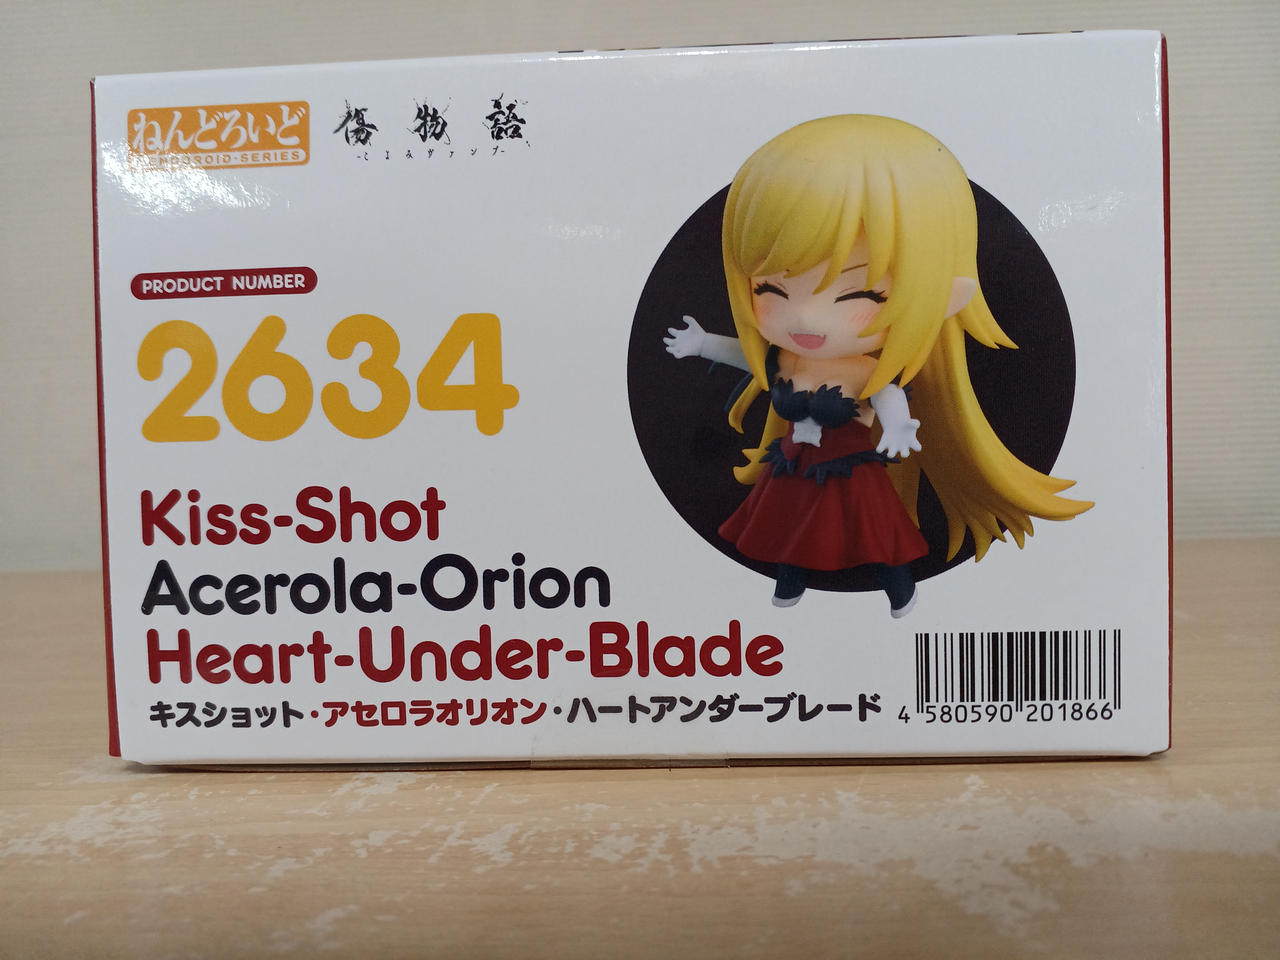 ねんどろいど
NENDOROID-SERIES
傷物語
-こよみヴァンプ-
PRODUCT NUMBER
2634
Kiss-Shot
Acerola-Orion
Heart-Under-Blade
キスショット・アセロラオリオン・ハートアンダーブレード
4 580590 201866